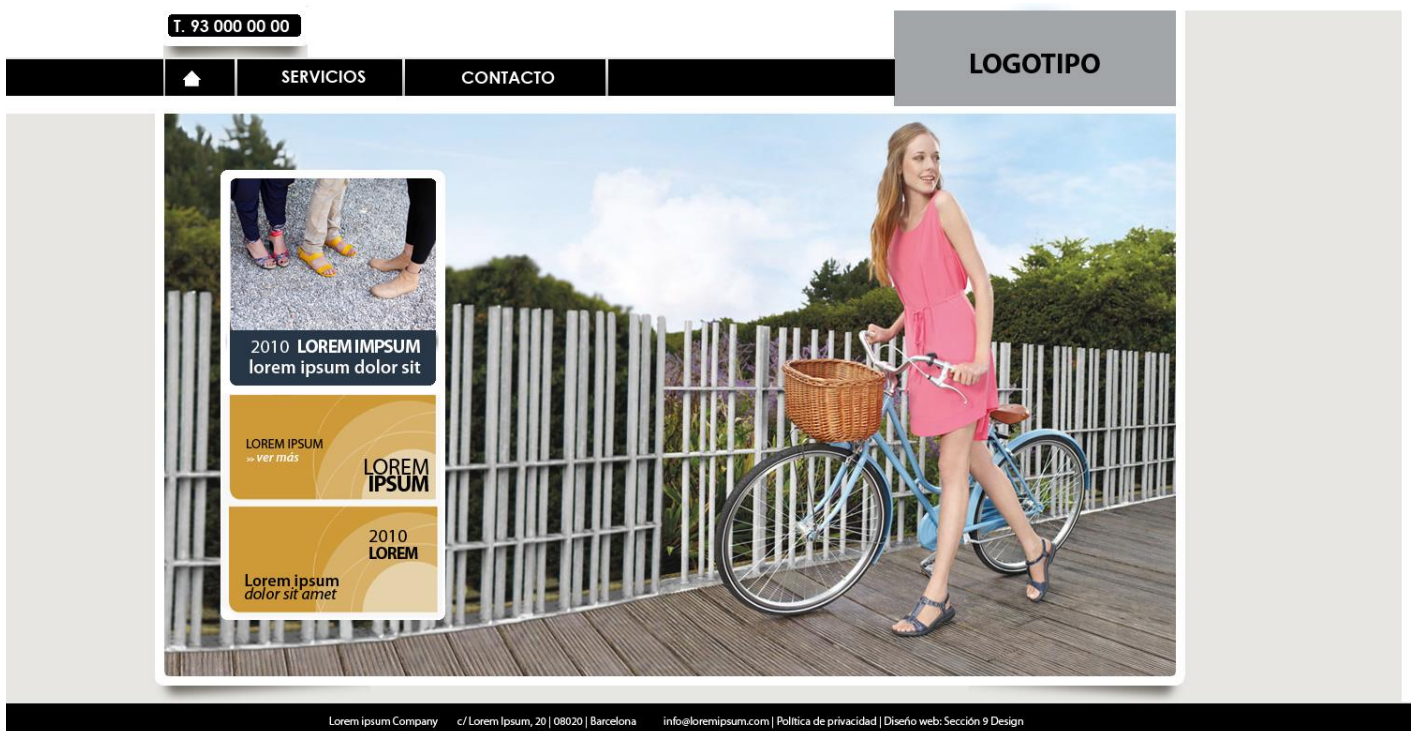 T. 93 000 00 00
SERVICIOS
CONTACTO
LOGOTIPO
2010 LOREM IMPSUM
lorem ipsum dolor sit
LOREM IPSUM
>> ver más
LOREM
IPSUM
2010
LOREM
Lorem ipsum
dolor sit amet
Lorem ipsum Company c/ Lorem Ipsum, 20 | 08020 | Barcelona info@loremipsum.com | Política de privacidad | Diseño web: Sección 9 Design